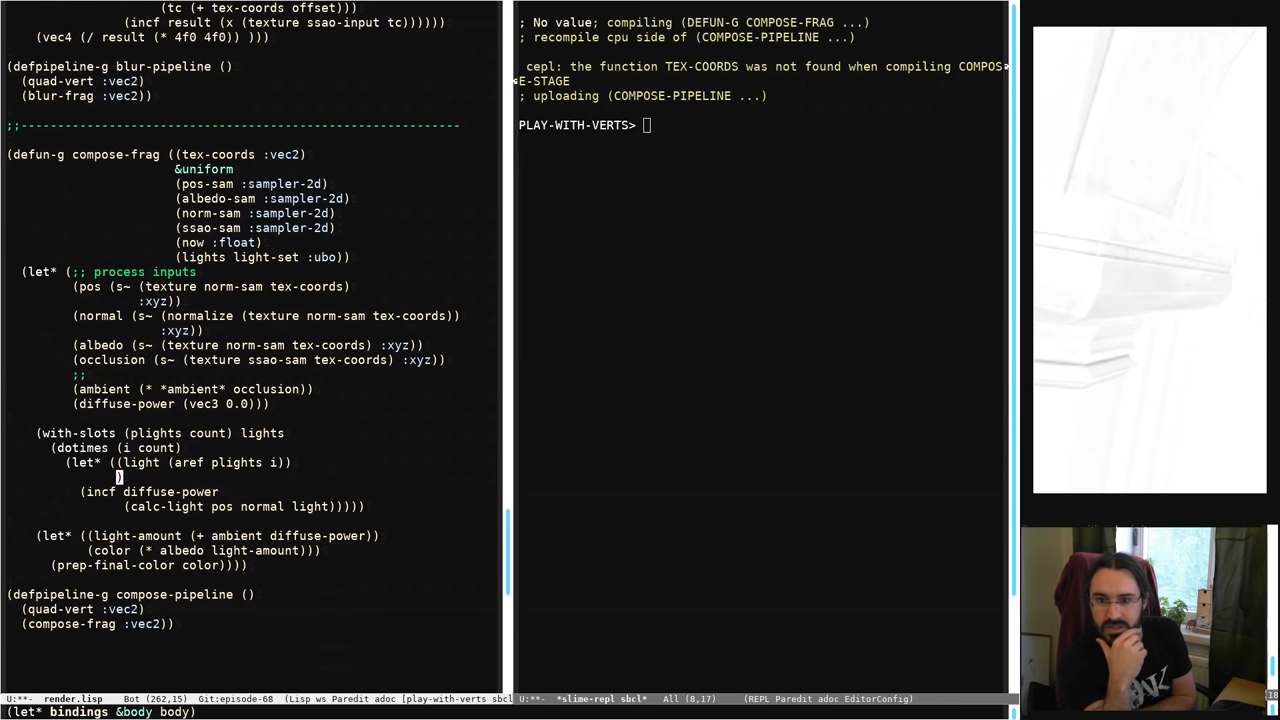 (tc (+ tex-coords offset)))
(incf result (x (texture ssao-input tc))))))
(vec4 (/ result (* 4f0 4f0)) )))
(defpipeline-g blur-pipeline ()
(quad-vert :vec2)
(blur-frag :vec2))
;;------------------------------------------------------------
(defun-g compose-frag ((tex-coords :vec2)
&uniform
(pos-sam :sampler-2d)
(albedo-sam :sampler-2d)
(norm-sam :sampler-2d)
(ssao-sam :sampler-2d)
(now :float)
(lights light-set :ubo))
(let* (;; process inputs
(pos (s~ (texture norm-sam tex-coords)
:xyz))
(normal (s~ (normalize (texture norm-sam tex-coords))
:xyz))
(albedo (s~ (texture norm-sam tex-coords) :xyz))
(occlusion (s~ (texture ssao-sam tex-coords) :xyz))
;;
(ambient (* *ambient* occlusion))
(diffuse-power (vec3 0.0)))
(with-slots (plights count) lights
(dotimes (i count)
(let* ((light (aref plights i))
)
(incf diffuse-power
(calc-light pos normal light)))))
(let* ((light-amount (+ ambient diffuse-power))
(color (* albedo light-amount)))
(prep-final-color color))))
(defpipeline-g compose-pipeline ()
(quad-vert :vec2)
(compose-frag :vec2))
U:**-  render.lisp    Bot (262,15)  Git:episode-68  (Lisp ws Paredit adoc [play-with-verts sbcl
(let* bindings &body body)
; No value; compiling (DEFUN-G COMPOSE-FRAG ...)
; recompile cpu side of (COMPOSE-PIPELINE ...)
cepl: the function TEX-COORDS was not found when compiling COMPOS
E-STAGE
; uploading (COMPOSE-PIPELINE ...)
PLAY-WITH-VERTS>
U:**-  *slime-repl sbcl*   All (8,17)    (REPL Paredit adoc EditorConfig)
18